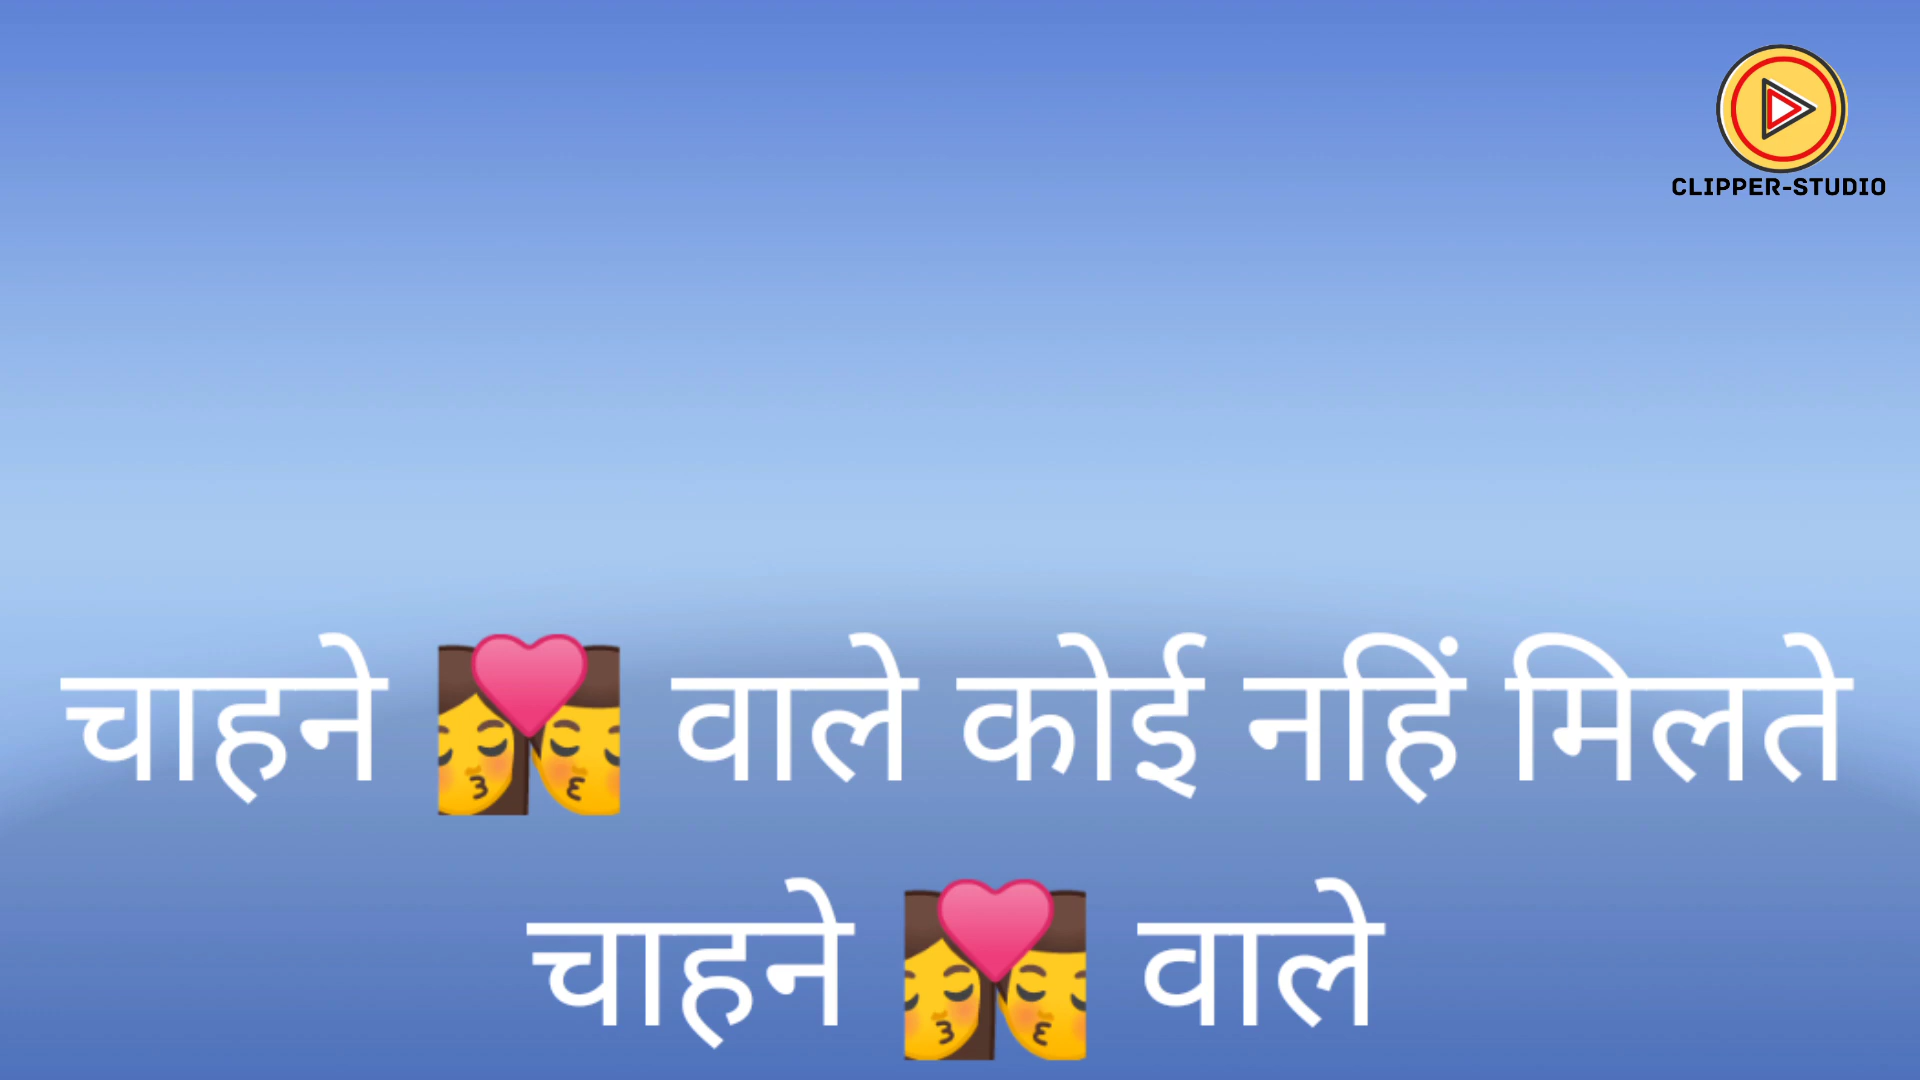 CLIPPER-STUDIO
चाहने 💏 वाले कोई नहिं मिलते
चाहने 💏 वाले